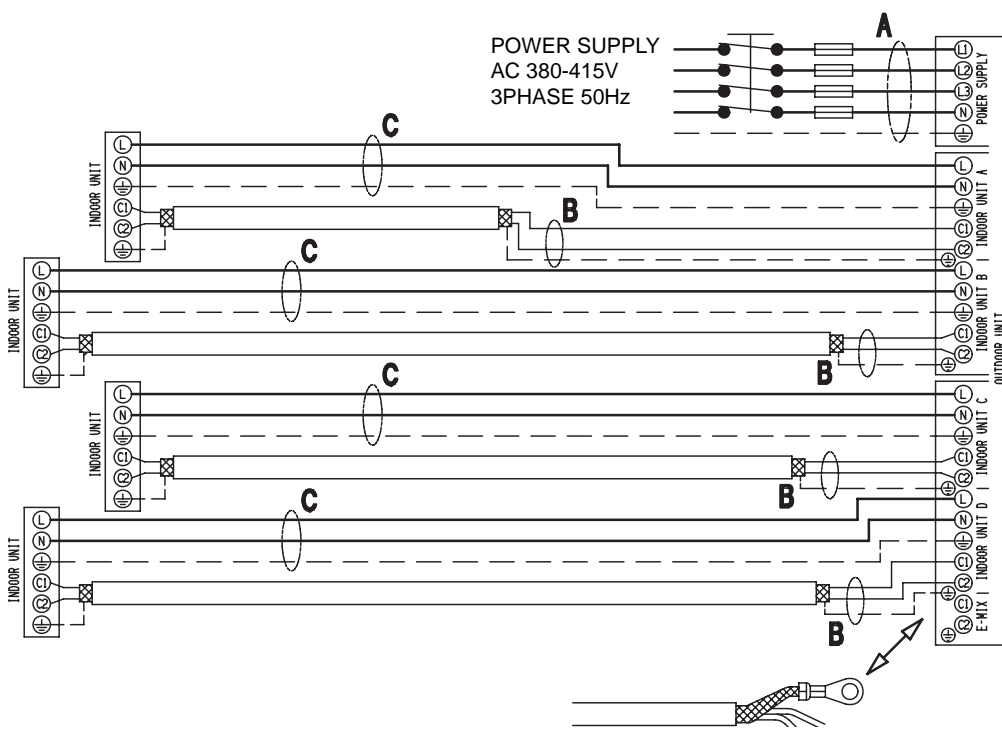 POWER SUPPLY
AC 380-415V
3PHASE 50Hz
A
L1
L2
L3
N
POWER SUPPLY
INDOOR UNIT
L
N
C1
C2
C
B
L
N
C1
C2
INDOOR UNIT A
INDOOR UNIT
L
N
C1
C2
C
B
L
N
C1
C2
INDOOR UNIT B
OUTDOOR UNIT
INDOOR UNIT
L
N
C1
C2
C
B
L
N
C1
C2
INDOOR UNIT C
INDOOR UNIT
L
N
C1
C2
C
B
L
N
C1
C2
INDOOR UNIT D
C1
C2
E-MIX